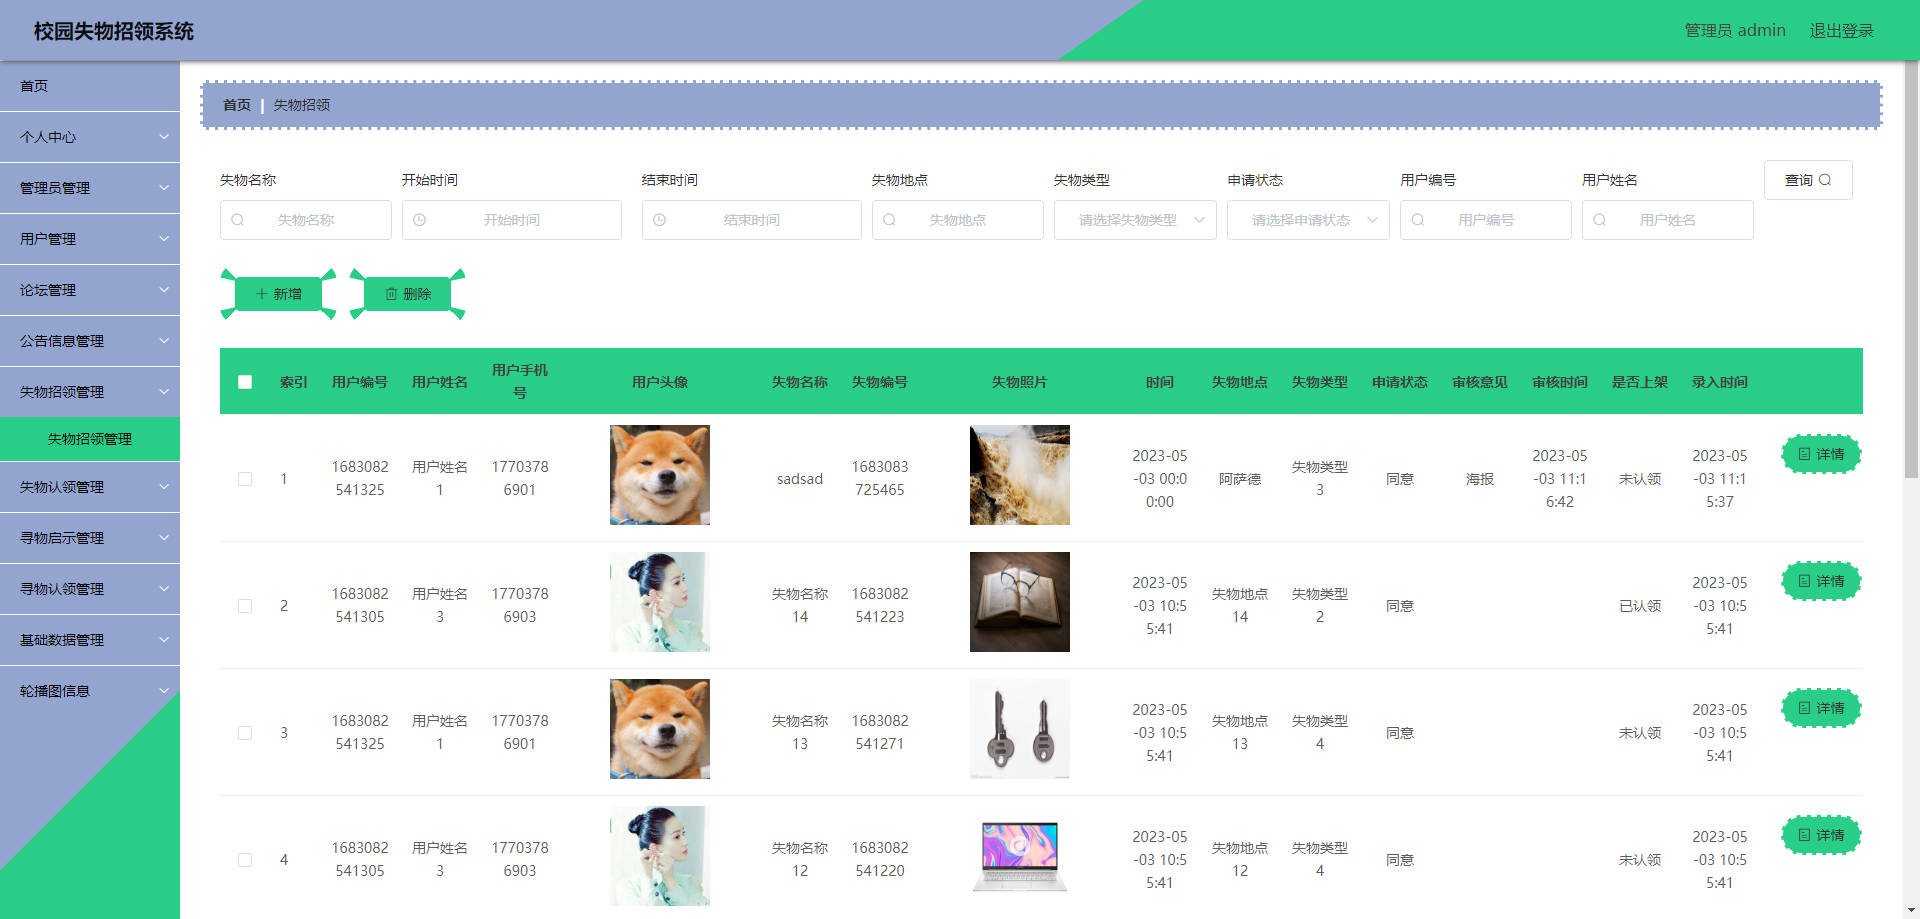 校园失物招领系统
管理员 admin 退出登录
首页
个人中心
管理员管理
用户管理
论坛管理
公告信息管理
失物招领管理
失物招领管理
失物认领管理
寻物启示管理
寻物认领管理
基础数据管理
轮播图信息
首页 | 失物招领
失物名称 开始时间 结束时间 失物地点 失物类型 申请状态 用户编号 用户姓名 查询
失物名称 开始时间 结束时间 失物地点 请选择失物类型 请选择申请状态 用户编号 用户姓名
新增 删除
索引 用户编号 用户姓名 用户手机号 用户头像 失物名称 失物编号 失物照片 时间 失物地点 失物类型 申请状态 审核意见 审核时间 是否上架 录入时间
1 1683082541325 用户姓名1 17703786901 sadsad 1683083725465 2023-05-03 00:00:00 阿萨德 失物类型3 同意 海报 2023-05-03 11:16:42 未认领 2023-05-03 11:15:37 详情
2 1683082541305 用户姓名3 17703786903 失物名称14 1683082541223 2023-05-03 10:55:41 失物地点14 失物类型2 同意 已认领 2023-05-03 10:55:41 详情
3 1683082541325 用户姓名1 17703786901 失物名称13 1683082541271 2023-05-03 10:55:41 失物地点13 失物类型4 同意 未认领 2023-05-03 10:55:41 详情
4 1683082541305 用户姓名3 17703786903 失物名称12 1683082541220 2023-05-03 10:55:41 失物地点12 失物类型4 同意 未认领 2023-05-03 10:55:41 详情